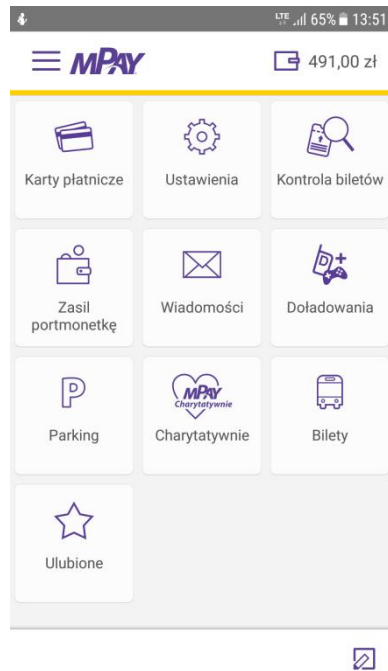 LTE 65% 13:51
mPAY 491,00 zł
Karty płatnicze
Ustawienia
Kontrola biletów
Zasil
portmonetkę
Wiadomości
Doładowania
D+
P
Parking
mPAY
Charytatywnie
Charytatywnie
Bilety
Ulubione